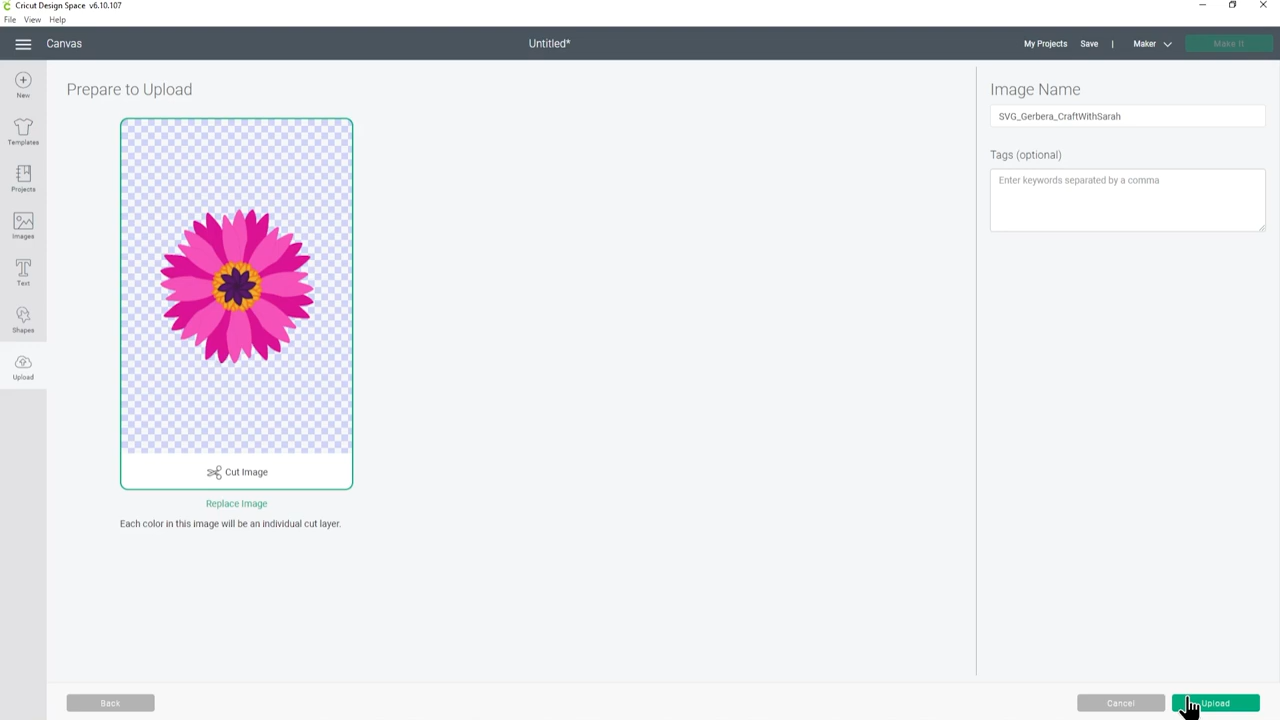 Cricut Design Space v6.10.107
File View Help
Canvas
Untitled*
My Projects Save | Maker Make It
New
Templates
Projects
Images
Text
Shapes
Upload
Prepare to Upload
Cut Image
Replace Image
Each color in this image will be an individual cut layer.
Image Name
SVG_Gerbera_CraftWithSarah
Tags (optional)
Enter keywords separated by a comma
Back
Cancel
Upload